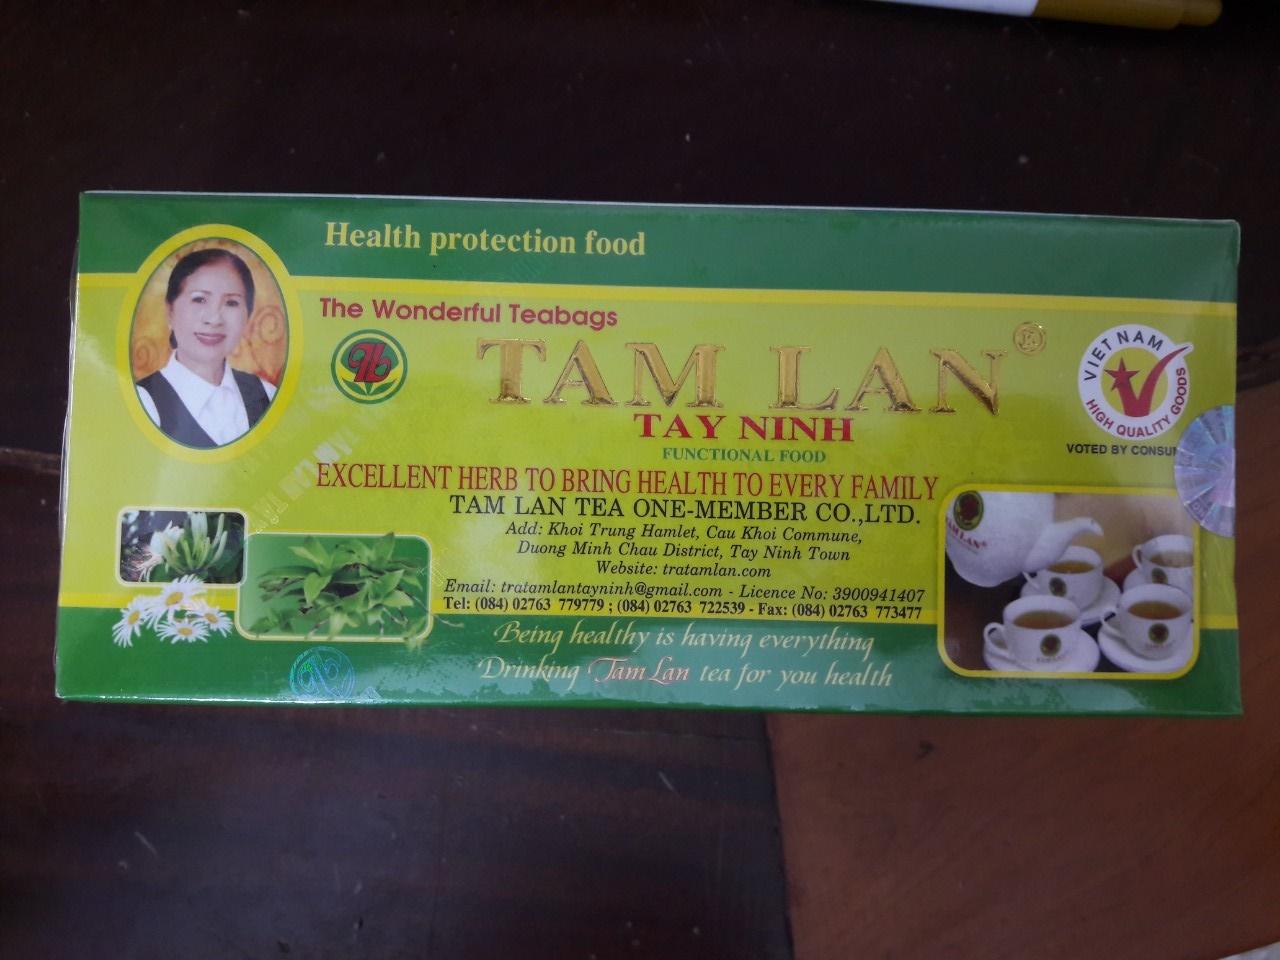 Health protection food
The Wonderful Teabags
TAM LAN®
TAY NINH
FUNCTIONAL FOOD
EXCELLENT HERB TO BRING HEALTH TO EVERY FAMILY
TAM LAN TEA ONE-MEMBER CO.,LTD.
Add: Khoi Trung Hamlet, Cau Khoi Commune,
Duong Minh Chau District, Tay Ninh Town
Website: tratamlan.com
Email: tratamlantayninh@gmail.com - Licence No: 3900941407
Tel: (084) 02763 779779 ; (084) 02763 722539 - Fax: (084) 02763 773477
Being healthy is having everything
Drinking Tam Lan tea for you health
VIET NAM
HIGH QUALITY GOODS
VOTED BY CONSUM
TAM LAN®